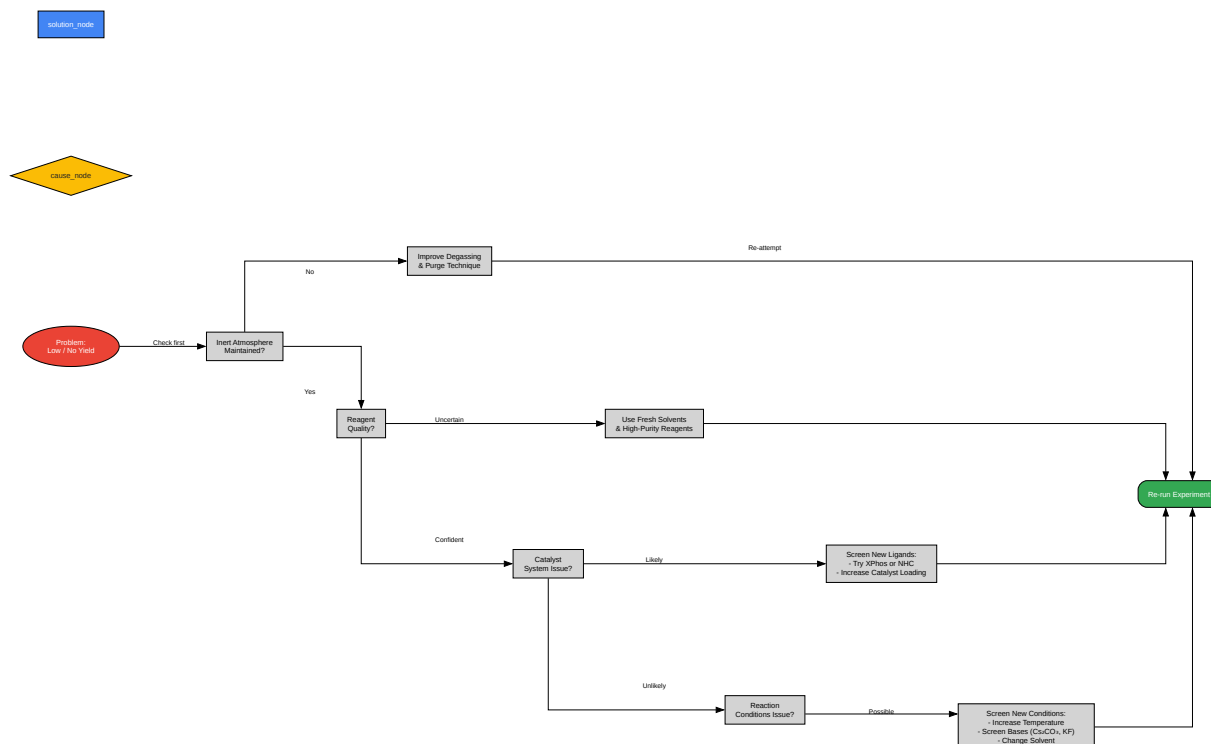 solution_node
cause_node
Re-attempt
Improve Degassing
& Purge Technique
No
Problem:
Low / No Yield
Check first
Inert Atmosphere
Maintained?
Yes
Reagent
Quality?
Uncertain
Use Fresh Solvents
& High-Purity Reagents
Re-run Experiment
Confident
Catalyst
System Issue?
Likely
Screen New Ligands:
- Try XPhos or NHC
- Increase Catalyst Loading
Unlikely
Reaction
Conditions Issue?
Possible
Screen New Conditions:
- Increase Temperature
- Screen Bases (Cs₂CO₃, KF)
- Change Solvent